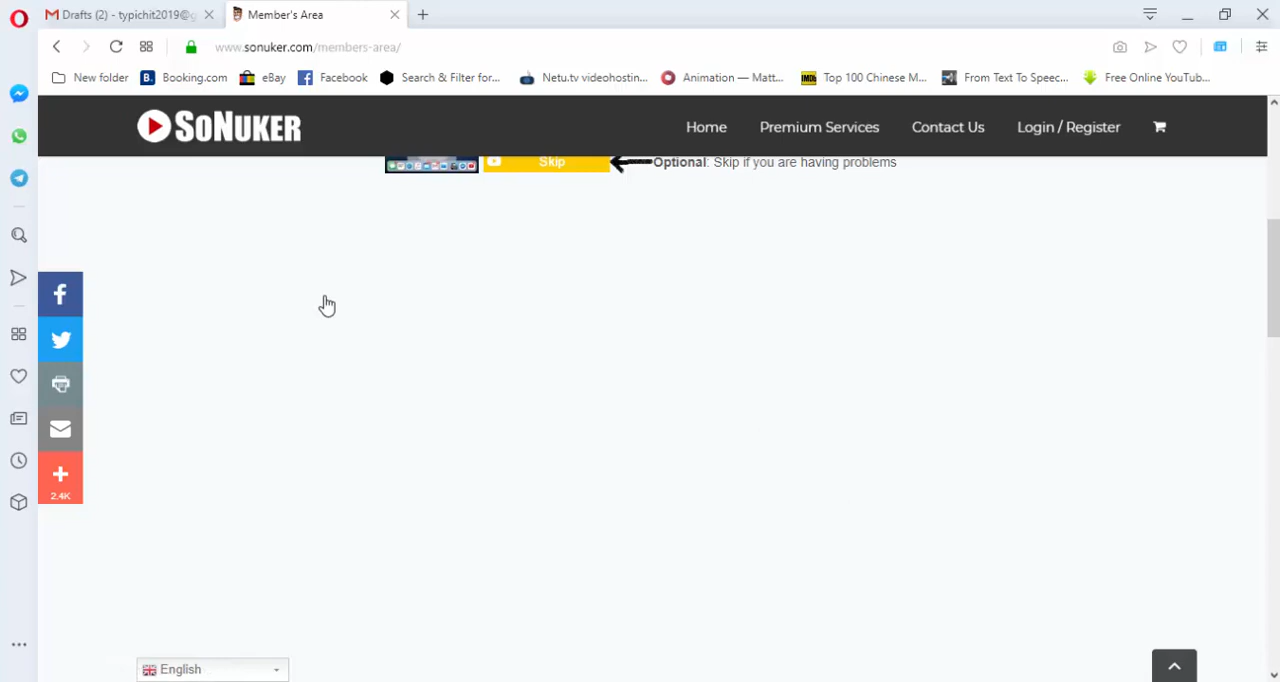 Drafts (2) - typichit2019@g
Member's Area
www.sonuker.com/members-area/
New folder
B. Booking.com
eBay
Facebook
Search & Filter for...
Netu.tv videohostin...
Animation — Matt...
IMDb Top 100 Chinese M...
From Text To Speec...
Free Online YouTub...
SoNuker
Home
Premium Services
Contact Us
Login / Register
Skip
Optional: Skip if you are having problems
2.4K
English